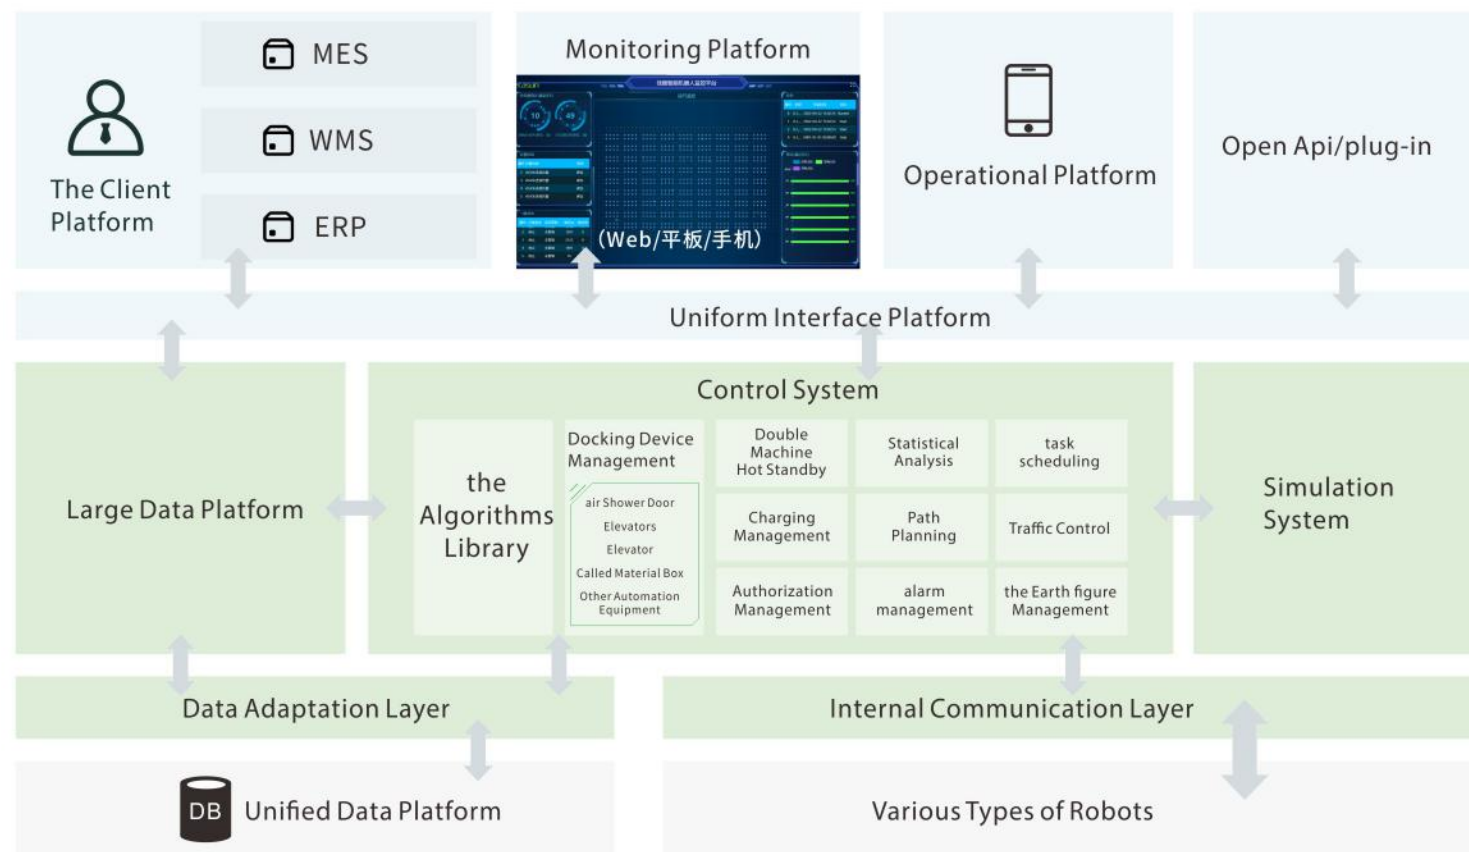 MES
WMS
ERP
The Client
Platform
Monitoring Platform
(Web/平板/手机)
Operational Platform
Open Api/plug-in
Uniform Interface Platform
Large Data Platform
Control System
the
Algorithms
Library
Docking Device
Management
air Shower Door
Elevators
Elevator
Called Material Box
Other Automation
Equipment
Double
Machine
Hot Standby
Statistical
Analysis
task
scheduling
Charging
Management
Path
Planning
Traffic Control
Authorization
Management
alarm
management
the Earth figure
Management
Simulation
System
Data Adaptation Layer
Internal Communication Layer
DB
Unified Data Platform
Various Types of Robots